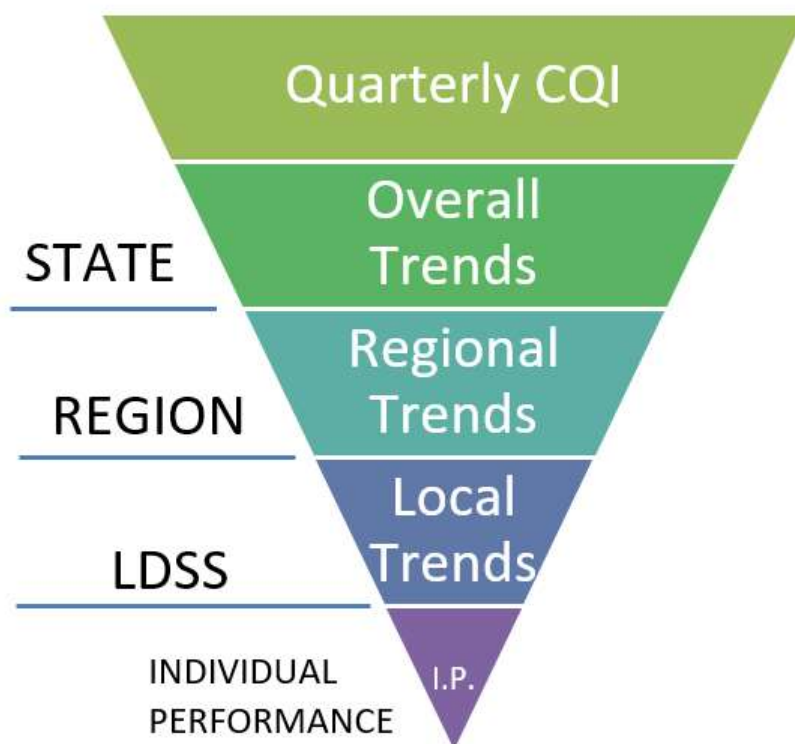 Quarterly CQI
Overall
Trends
STATE
Regional
Trends
REGION
Local
Trends
LDSS
I.P.
INDIVIDUAL
PERFORMANCE